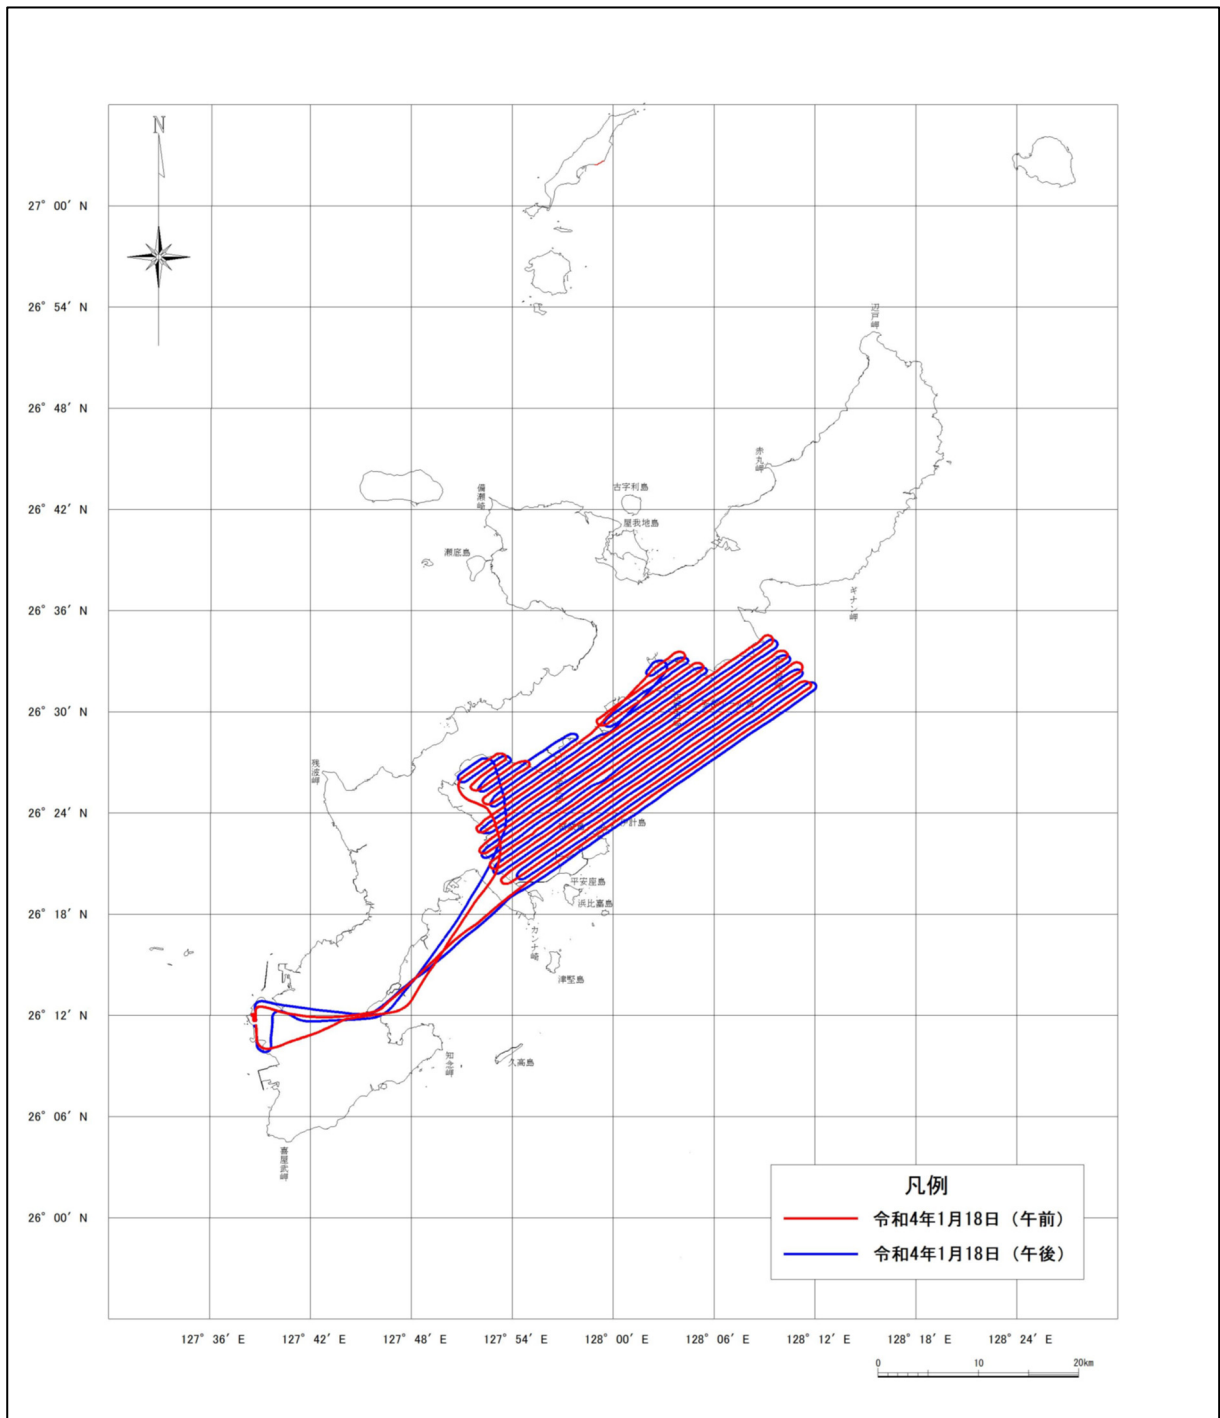 N
27° 00′ N
26° 54′ N
辺戸岬
26° 48′ N
赤丸岬
備瀬崎
古宇利島
26° 42′ N
屋我地島
瀬底島
26° 36′ N
ギナン岬
26° 30′ N
残波岬
26° 24′ N
計島
平安座島
浜比嘉島
26° 18′ N
カンナ崎
津堅島
26° 12′ N
知念岬
久高島
26° 06′ N
喜屋武岬
凡例
令和4年1月18日（午前）
26° 00′ N
令和4年1月18日（午後）
127° 36′ E 127° 42′ E 127° 48′ E 127° 54′ E 128° 00′ E 128° 06′ E 128° 12′ E 128° 18′ E 128° 24′ E
0 10 20km